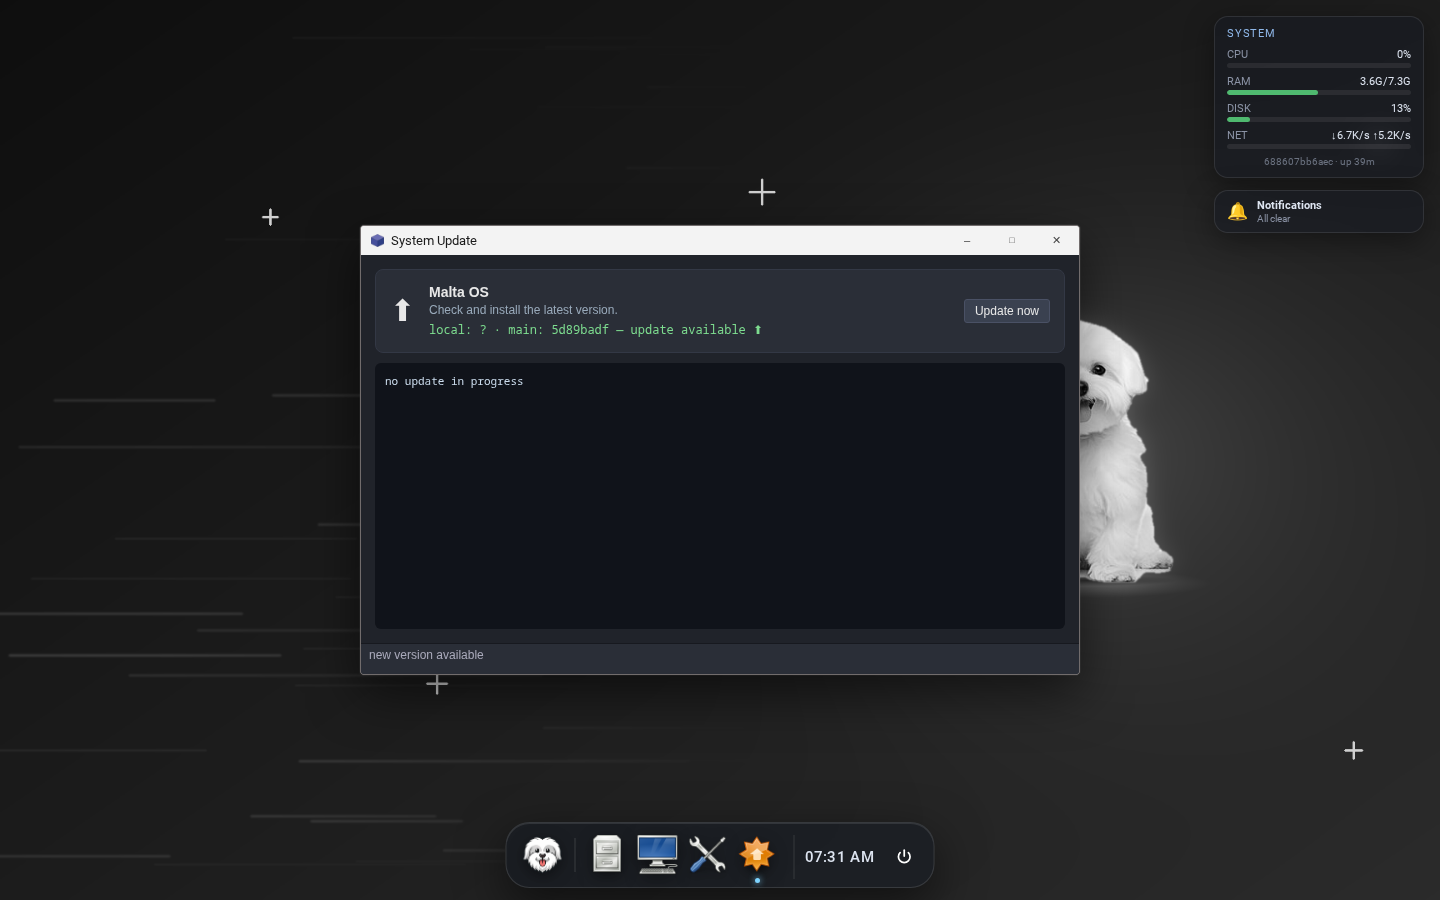 SYSTEM
CPU 0%
RAM 3.6G/7.3G
DISK 13%
NET ↓6.7K/s ↑5.2K/s
688607bb6aec · up 39m
🔔 Notifications
All clear
System Update
Malta OS
Check and install the latest version.
local: ? · main: 5d89badf — update available ⬆
Update now
no update in progress
new version available
07:31 AM